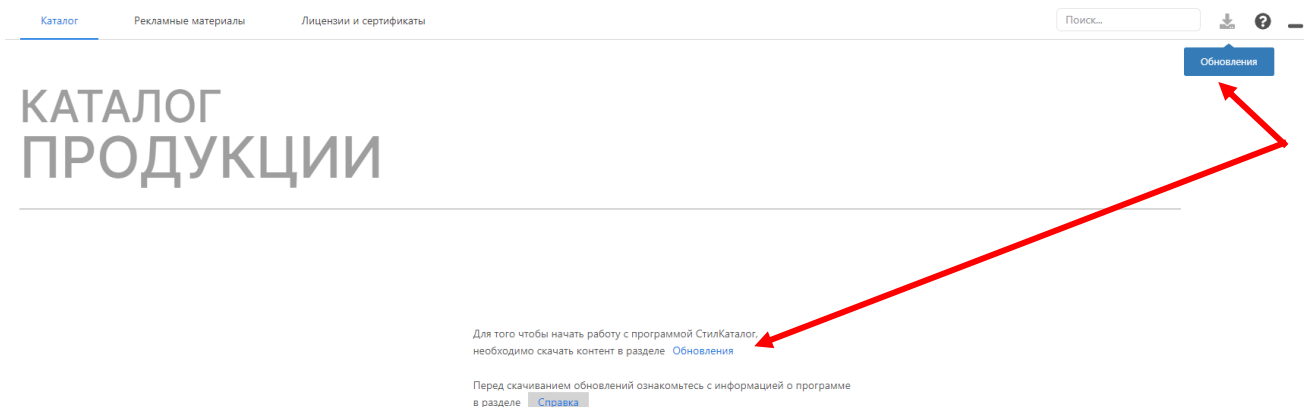 Каталог Рекламные материалы Лицензии и сертификаты Поиск...
Обновления
КАТАЛОГ
ПРОДУКЦИИ
Для того чтобы начать работу с программой СтилКаталог,
необходимо скачать контент в разделе Обновления
Перед скачиванием обновлений ознакомьтесь с информацией о программе
в разделе Справка